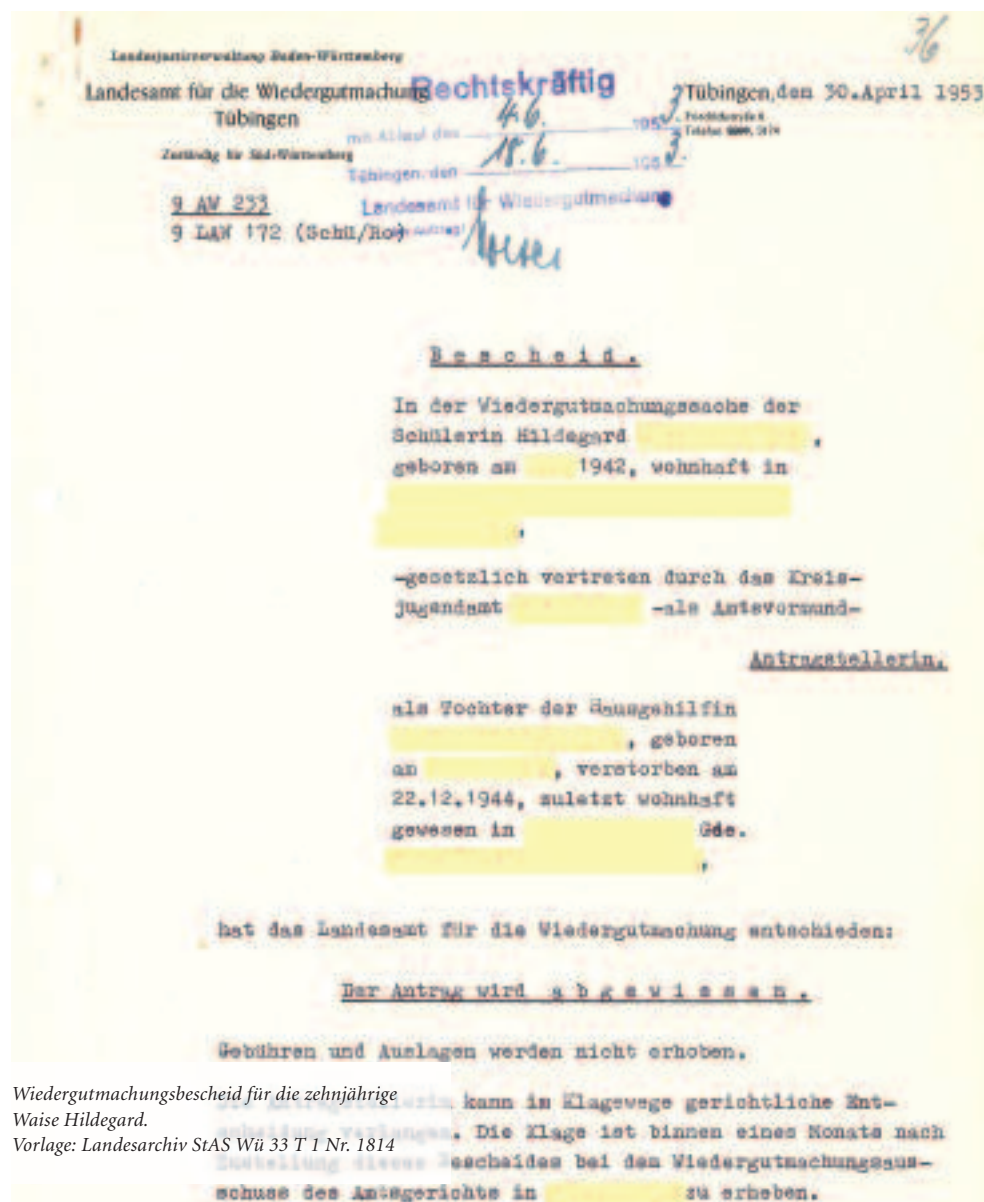 36
Landesjustizverwaltung Baden-Württemberg
Landesamt für die Wiedergutmachung
Tübingen
Zuständig für Süd-Württemberg
Rechtskräftig
mit Ablauf des 4.6. 1953.
Tübingen, den 18.6. 1953.
Landesamt für Wiedergutmachung
Tübingen, den 30.April 1953
9 AW 233
9 LAW 172 (Schü/Ro)
Bescheid.
In der Wiedergutmachungssache der
Schülerin Hildegard ,
geboren am 1942, wohnhaft in
,
-gesetzlich vertreten durch das Kreis-
jugendamt -als Amtsvormund-
Antragstellerin.
als Tochter der Hausgehilfin
, geboren
am , verstorben am
22.12.1944, zuletzt wohnhaft
gewesen in Gde.
,
hat das Landesamt für die Wiedergutmachung entschieden:
Der Antrag wird abgewiesen.
Gebühren und Auslagen werden nicht erhoben.
kann im Klagewege gerichtliche Ent-
. Die Klage ist binnen eines Monats nach
Bescheides bei dem Wiedergutmachungsaus-
schuss des Amtsgerichts in zu erheben.
Wiedergutmachungsbescheid für die zehnjährige
Waise Hildegard.
Vorlage: Landesarchiv StAS Wü 33 T 1 Nr. 1814